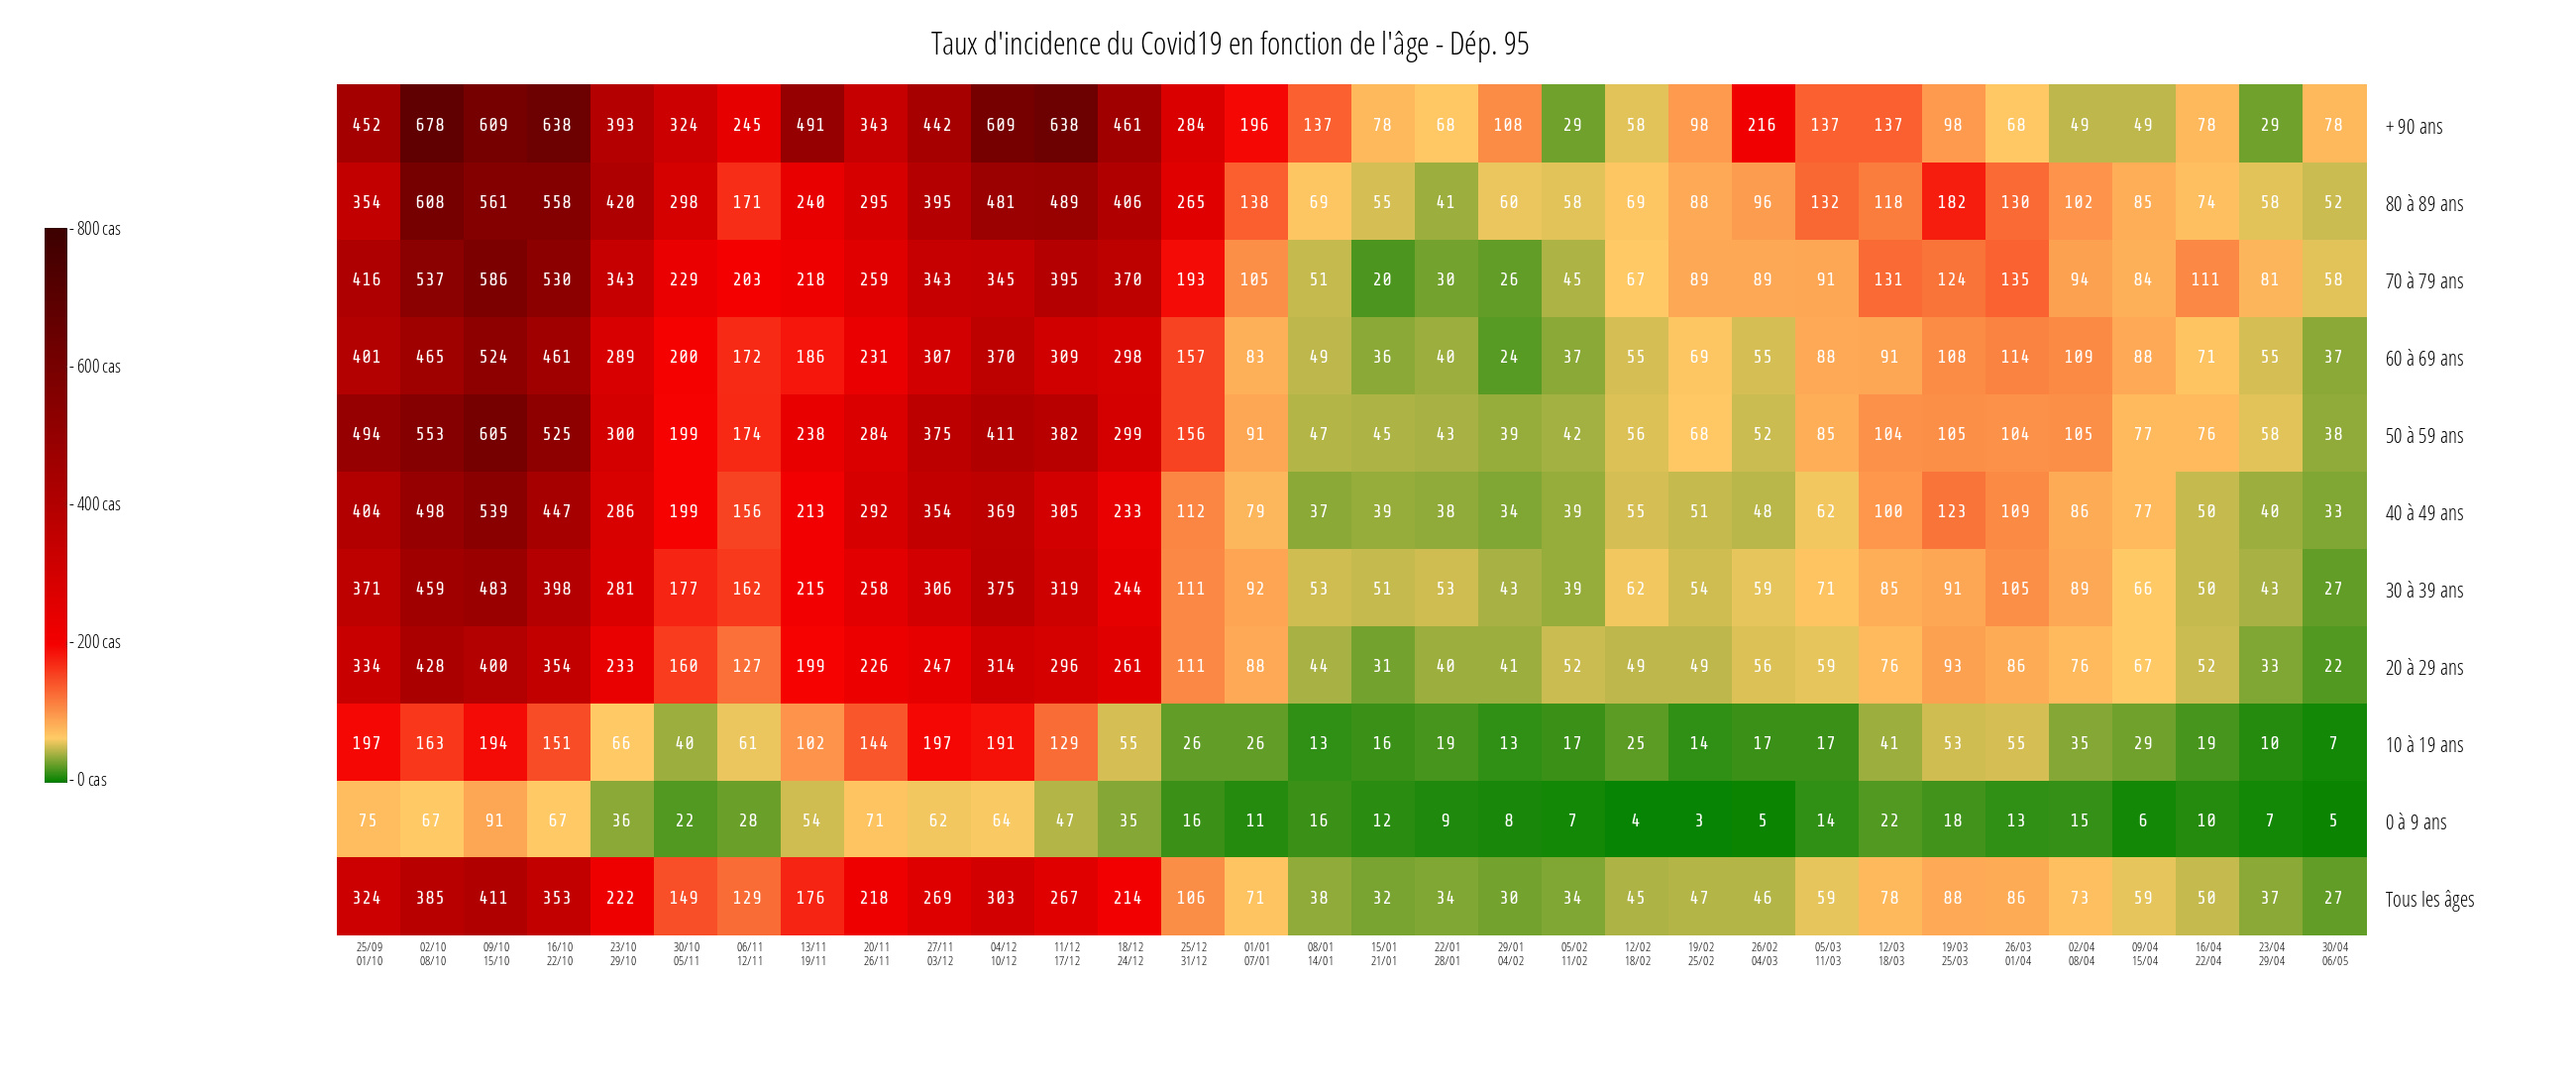 Taux d'incidence du Covid19 en fonction de l'âge - Dép. 95
- 800 cas
- 600 cas
- 400 cas
- 200 cas
- 0 cas
452 678 609 638 393 324 245 491 343 442 609 638 461 284 196 137 78 68 108 29 58 98 216 137 137 98 68 49 49 78 29 78 + 90 ans
354 608 561 558 420 298 171 240 295 395 481 489 406 265 138 69 55 41 60 58 69 88 96 132 118 182 130 102 85 74 58 52 80 à 89 ans
416 537 586 530 343 229 203 218 259 343 345 395 370 193 105 51 20 30 26 45 67 89 89 91 131 124 135 94 84 111 81 58 70 à 79 ans
401 465 524 461 289 200 172 186 231 307 370 309 298 157 83 49 36 40 24 37 55 69 55 88 91 108 114 109 88 71 55 37 60 à 69 ans
494 553 605 525 300 199 174 238 284 375 411 382 299 156 91 47 45 43 39 42 56 68 52 85 104 105 104 105 77 76 58 38 50 à 59 ans
404 498 539 447 286 199 156 213 292 354 369 305 233 112 79 37 39 38 34 39 55 51 48 62 100 123 109 86 77 50 40 33 40 à 49 ans
371 459 483 398 281 177 162 215 258 306 375 319 244 111 92 53 51 53 43 39 62 54 59 71 85 91 105 89 66 50 43 27 30 à 39 ans
334 428 400 354 233 160 127 199 226 247 314 296 261 111 88 44 31 40 41 52 49 49 56 59 76 93 86 76 67 52 33 22 20 à 29 ans
197 163 194 151 66 40 61 102 144 197 191 129 55 26 26 13 16 19 13 17 25 14 17 17 41 53 55 35 29 19 10 7 10 à 19 ans
75 67 91 67 36 22 28 54 71 62 64 47 35 16 11 16 12 9 8 7 4 3 5 14 22 18 13 15 6 10 7 5 0 à 9 ans
324 385 411 353 222 149 129 176 218 269 303 267 214 106 71 38 32 34 30 34 45 47 46 59 78 88 86 73 59 50 37 27 Tous les âges
25/09 02/10 09/10 16/10 23/10 30/10 06/11 13/11 20/11 27/11 04/12 11/12 18/12 25/12 01/01 08/01 15/01 22/01 29/01 05/02 12/02 19/02 26/02 05/03 12/03 19/03 26/03 02/04 09/04 16/04 23/04 30/04
01/10 08/10 15/10 22/10 29/10 05/11 12/11 19/11 26/11 03/12 10/12 17/12 24/12 31/12 07/01 14/01 21/01 28/01 04/02 11/02 18/02 25/02 04/03 11/03 18/03 25/03 01/04 08/04 15/04 22/04 29/04 06/05